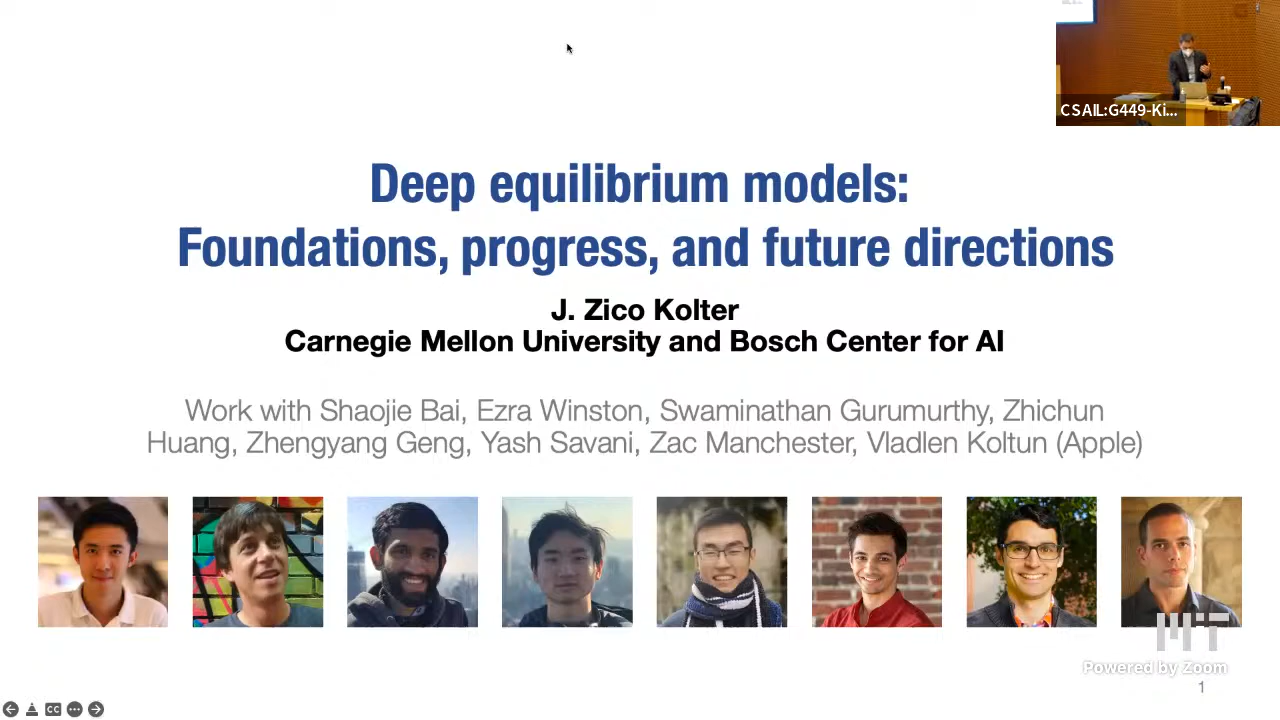 CSAIL:G449-Ki...
Deep equilibrium models:
Foundations, progress, and future directions
J. Zico Kolter
Carnegie Mellon University and Bosch Center for AI
Work with Shaojie Bai, Ezra Winston, Swaminathan Gurumurthy, Zhichun
Huang, Zhengyang Geng, Yash Savani, Zac Manchester, Vladlen Koltun (Apple)
MIT
Powered by Zoom
1
CC